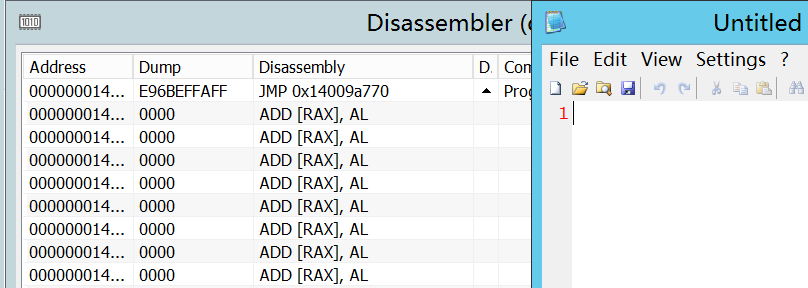 1010
Disassembler (
Address Dump Disassembly D. Com
000000014... E96BEFFAFF JMP 0x14009a770 Prog
000000014... 0000 ADD [RAX], AL
000000014... 0000 ADD [RAX], AL
000000014... 0000 ADD [RAX], AL
000000014... 0000 ADD [RAX], AL
000000014... 0000 ADD [RAX], AL
000000014... 0000 ADD [RAX], AL
000000014... 0000 ADD [RAX], AL
000000014... 0000 ADD [RAX], AL
Untitled
File Edit View Settings ?
1